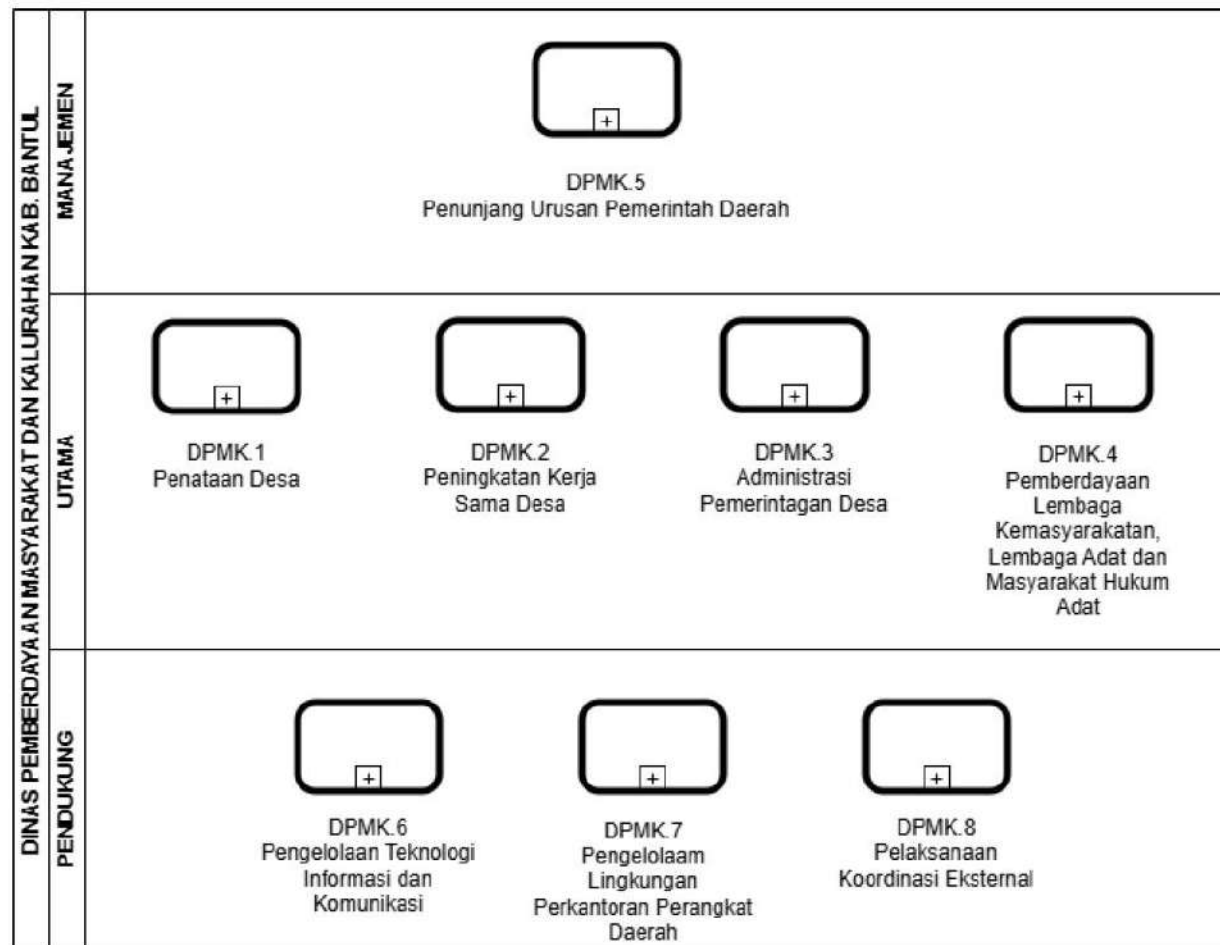 DINAS PEMBERDAYAAN MASYARAKAT DAN KALURAHAN KAB. BANTUL
MANAJEMEN
+
DPMK.5
Penunjang Urusan Pemerintah Daerah
UTAMA
+
DPMK.1
Penataan Desa
+
DPMK.2
Peningkatan Kerja
Sama Desa
+
DPMK.3
Administrasi
Pemerintagan Desa
+
DPMK.4
Pemberdayaan
Lembaga
Kemasyarakatan,
Lembaga Adat dan
Masyarakat Hukum
Adat
PENDUKUNG
+
DPMK.6
Pengelolaan Teknologi
Informasi dan
Komunikasi
+
DPMK.7
Pengelolaam
Lingkungan
Perkantoran Perangkat
Daerah
+
DPMK.8
Pelaksanaan
Koordinasi Eksternal